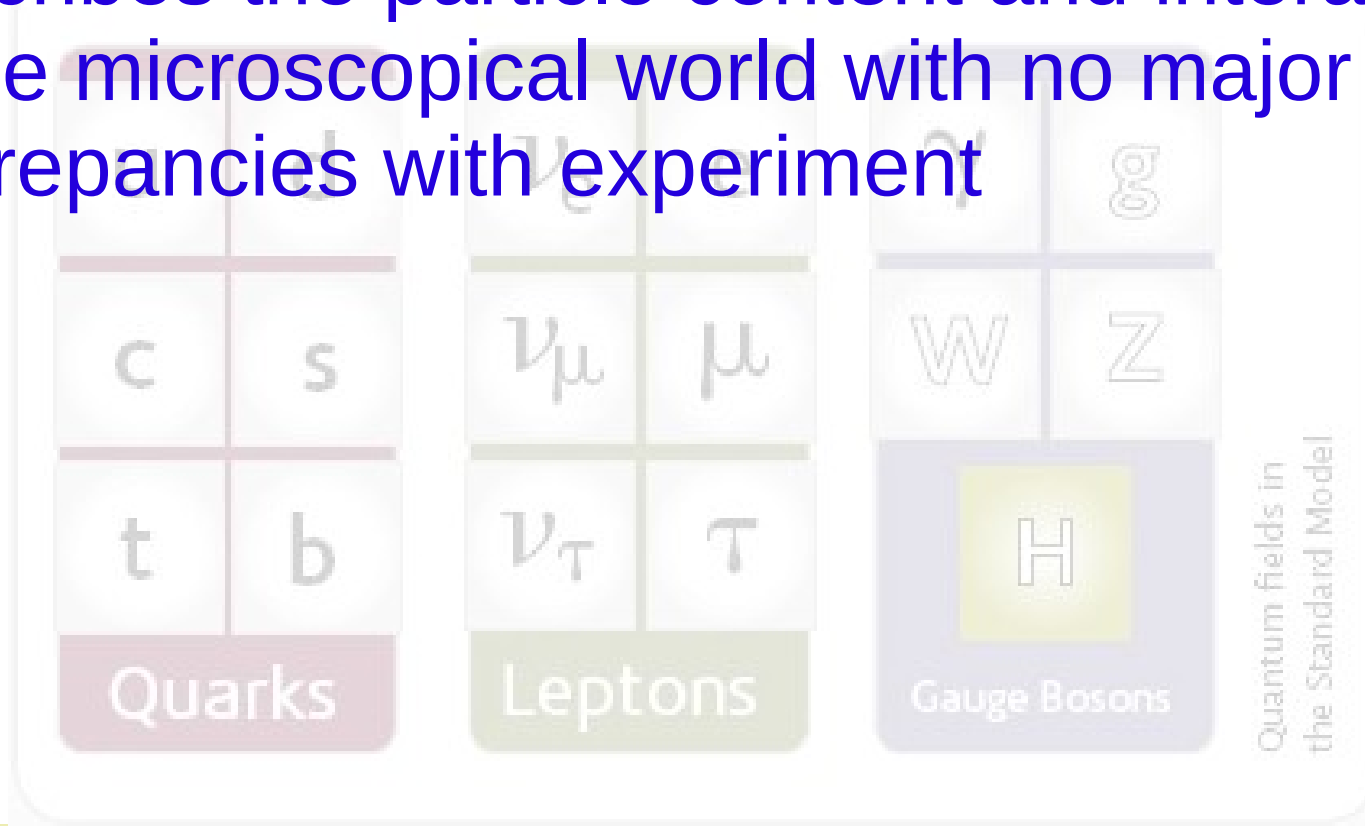 e microscopical world with no major
repancies with experiment
u d ν e γ g
c s νμ μ W Z
t b ντ τ H
Quarks Leptons Gauge Bosons
Quantum fields in
the Standard Model